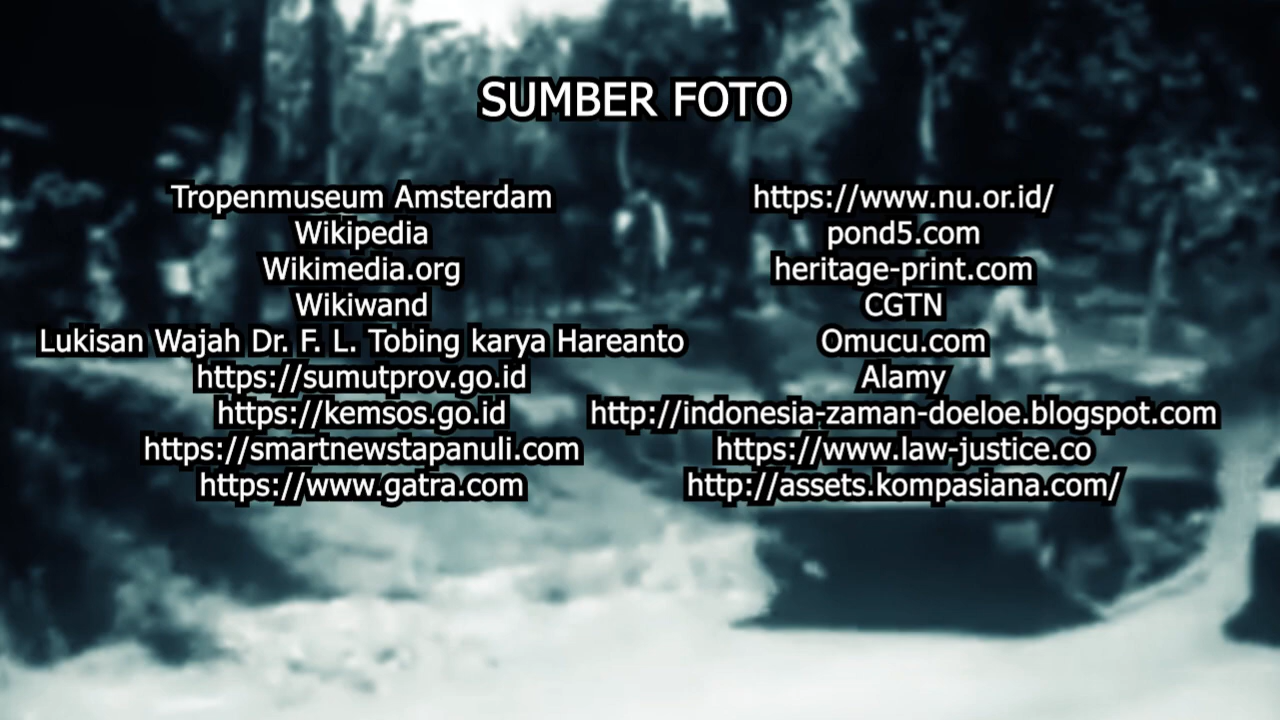 SUMBER FOTO
Tropenmuseum Amsterdam
Wikipedia
Wikimedia.org
Wikiwand
Lukisan Wajah Dr. F. L. Tobing karya Hareanto
https://sumutprov.go.id
https://kemsos.go.id
https://smartnewstapanuli.com
https://www.gatra.com
https://www.nu.or.id/
pond5.com
heritage-print.com
CGTN
Omucu.com
Alamy
http://indonesia-zaman-doeloe.blogspot.com
https://www.law-justice.co
http://assets.kompasiana.com/